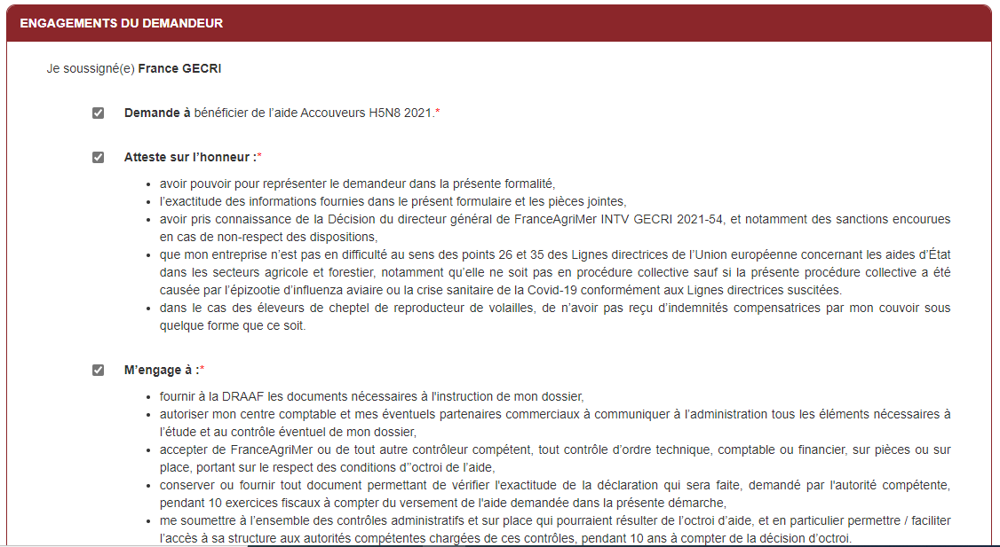 ENGAGEMENTS DU DEMANDEUR
Je soussigné(e) France GECRI
Demande à bénéficier de l’aide Accouveurs H5N8 2021.*
Atteste sur l’honneur :*
• avoir pouvoir pour représenter le demandeur dans la présente formalité,
• l’exactitude des informations fournies dans le présent formulaire et les pièces jointes,
• avoir pris connaissance de la Décision du directeur général de FranceAgriMer INTV GECRI 2021-54, et notamment des sanctions encourues
en cas de non-respect des dispositions,
• que mon entreprise n’est pas en difficulté au sens des points 26 et 35 des Lignes directrices de l’Union européenne concernant les aides d’État
dans les secteurs agricole et forestier, notamment qu’elle ne soit pas en procédure collective sauf si la présente procédure collective a été
causée par l’épizootie d’influenza aviaire ou la crise sanitaire de la Covid-19 conformément aux Lignes directrices suscitées.
• dans le cas des éleveurs de cheptel de reproducteur de volailles, de n’avoir pas reçu d’indemnités compensatrices par mon couvoir sous
quelque forme que ce soit.
M’engage à :*
• fournir à la DRAAF les documents nécessaires à l'instruction de mon dossier,
• autoriser mon centre comptable et mes éventuels partenaires commerciaux à communiquer à l’administration tous les éléments nécessaires à
l’étude et au contrôle éventuel de mon dossier,
• accepter de FranceAgriMer ou de tout autre contrôleur compétent, tout contrôle d’ordre technique, comptable ou financier, sur pièces ou sur
place, portant sur le respect des conditions d’'octroi de l’aide,
• conserver ou fournir tout document permettant de vérifier l'exactitude de la déclaration qui sera faite, demandé par l'autorité compétente,
pendant 10 exercices fiscaux à compter du versement de l'aide demandée dans la présente démarche,
• me soumettre à l’ensemble des contrôles administratifs et sur place qui pourraient résulter de l’octroi d’aide, et en particulier permettre / faciliter
l’accès à sa structure aux autorités compétentes chargées de ces contrôles, pendant 10 ans à compter de la décision d’octroi.